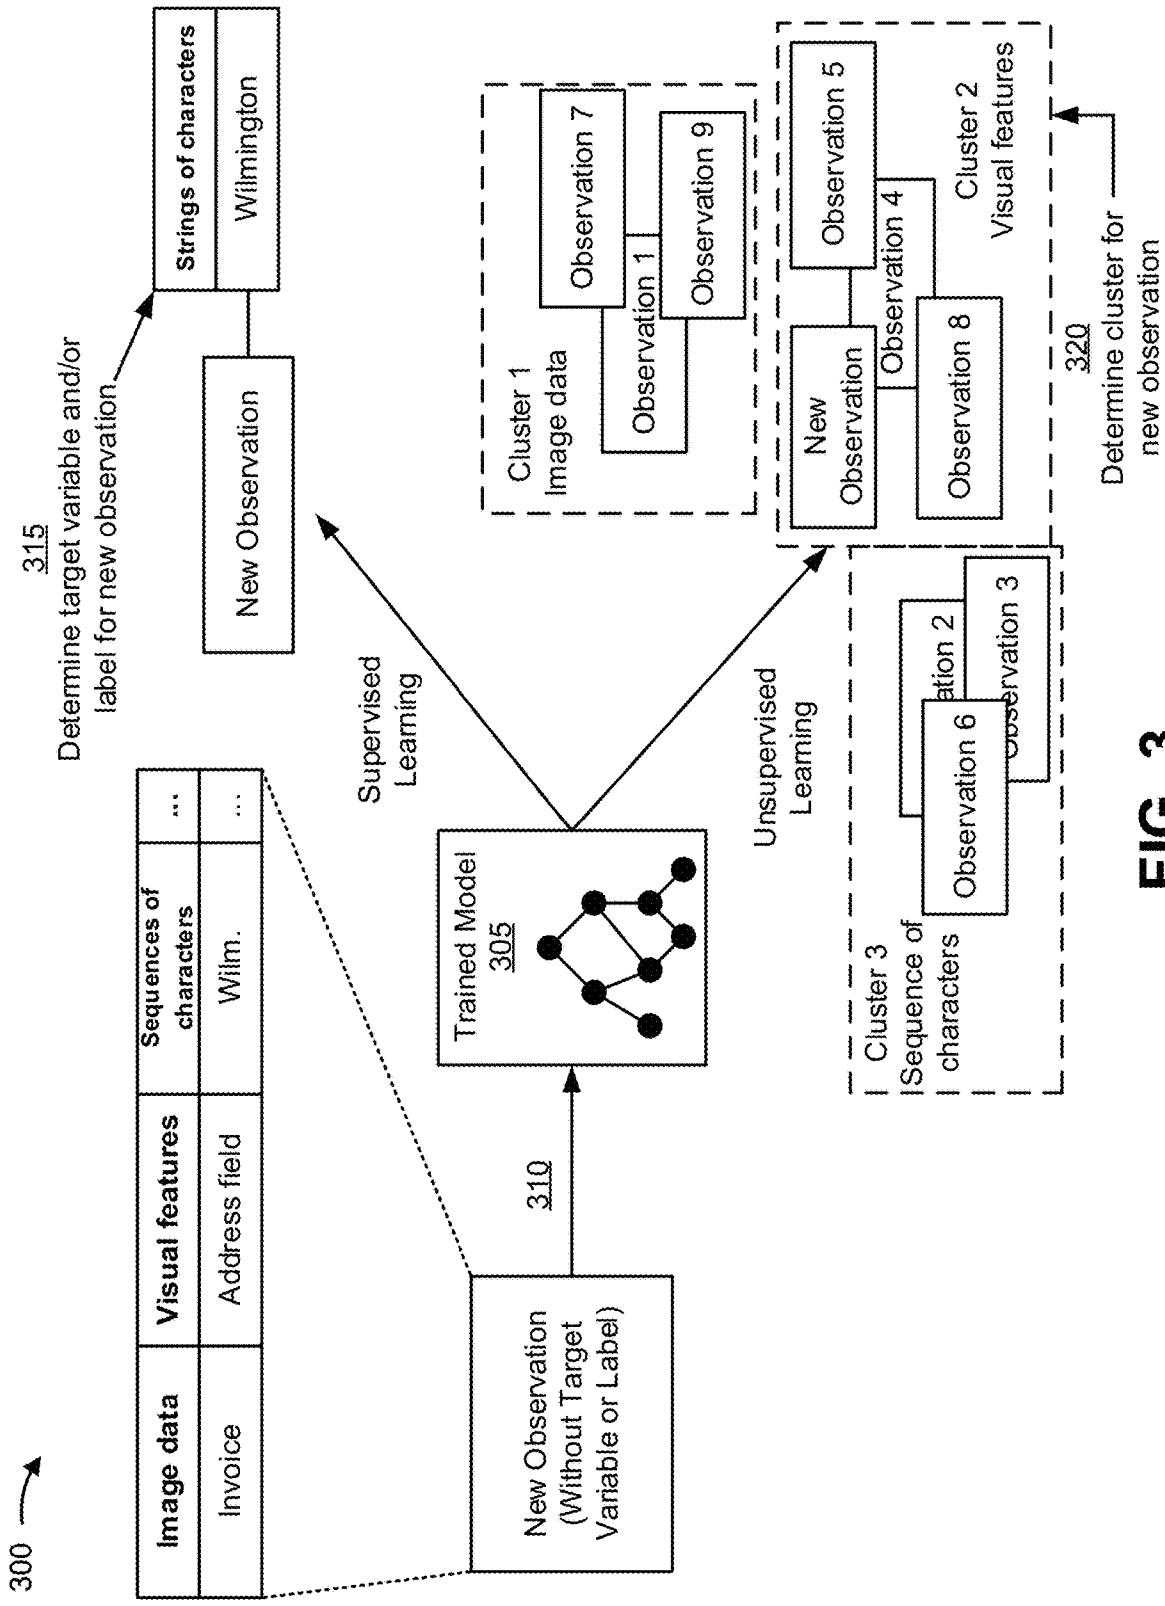 300
Image data
Visual features
Sequences of
characters
...
Invoice
Address field
Wilm.
...
New Observation
(Without Target
Variable or Label)
310
Trained Model
305
Supervised
Learning
Unsupervised
Learning
315
Determine target variable and/or
label for new observation
New Observation
Strings of characters
Wilmington
Cluster 1
Image data
Observation 7
Observation 1
Observation 9
New
Observation
Observation 5
Observation 4
Observation 8
Cluster 2
Visual features
Cluster 3
Sequence of
characters
ation 2
Observation 6
Observation 3
320
Determine cluster for
new observation
FIG. 3